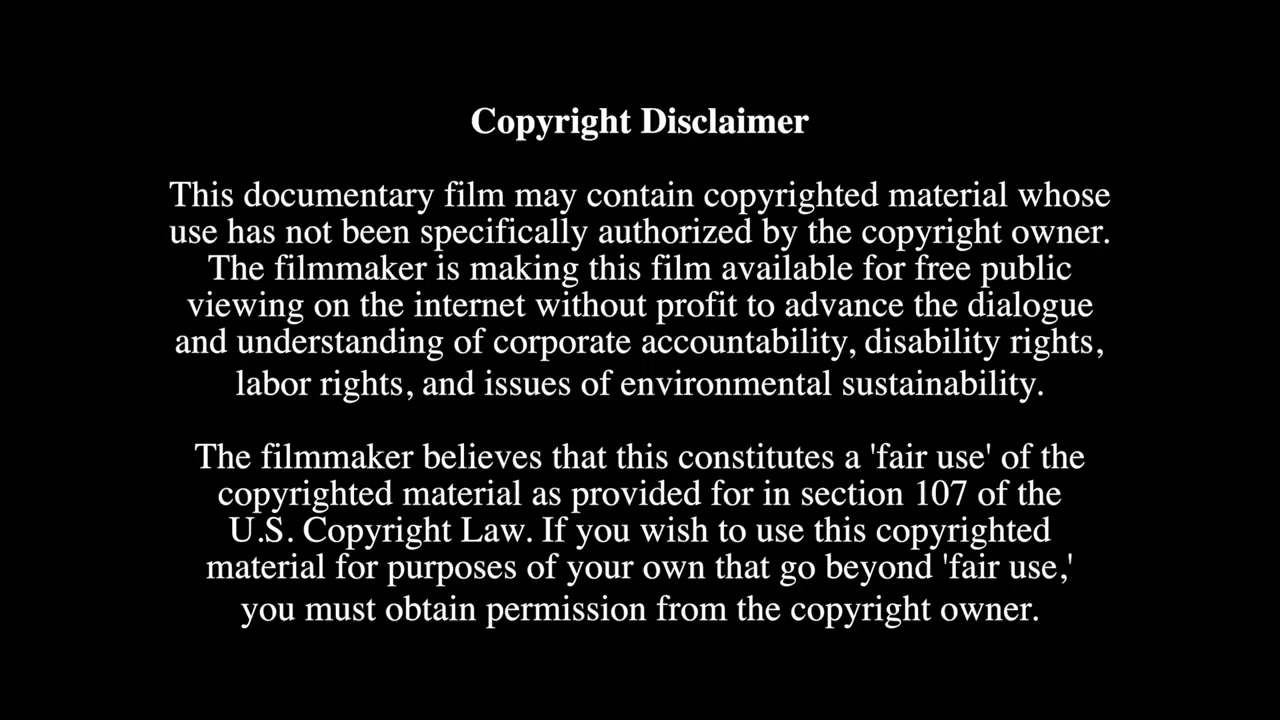 Copyright Disclaimer
This documentary film may contain copyrighted material whose
use has not been specifically authorized by the copyright owner.
The filmmaker is making this film available for free public
viewing on the internet without profit to advance the dialogue
and understanding of corporate accountability, disability rights,
labor rights, and issues of environmental sustainability.
The filmmaker believes that this constitutes a 'fair use' of the
copyrighted material as provided for in section 107 of the
U.S. Copyright Law. If you wish to use this copyrighted
material for purposes of your own that go beyond 'fair use,'
you must obtain permission from the copyright owner.